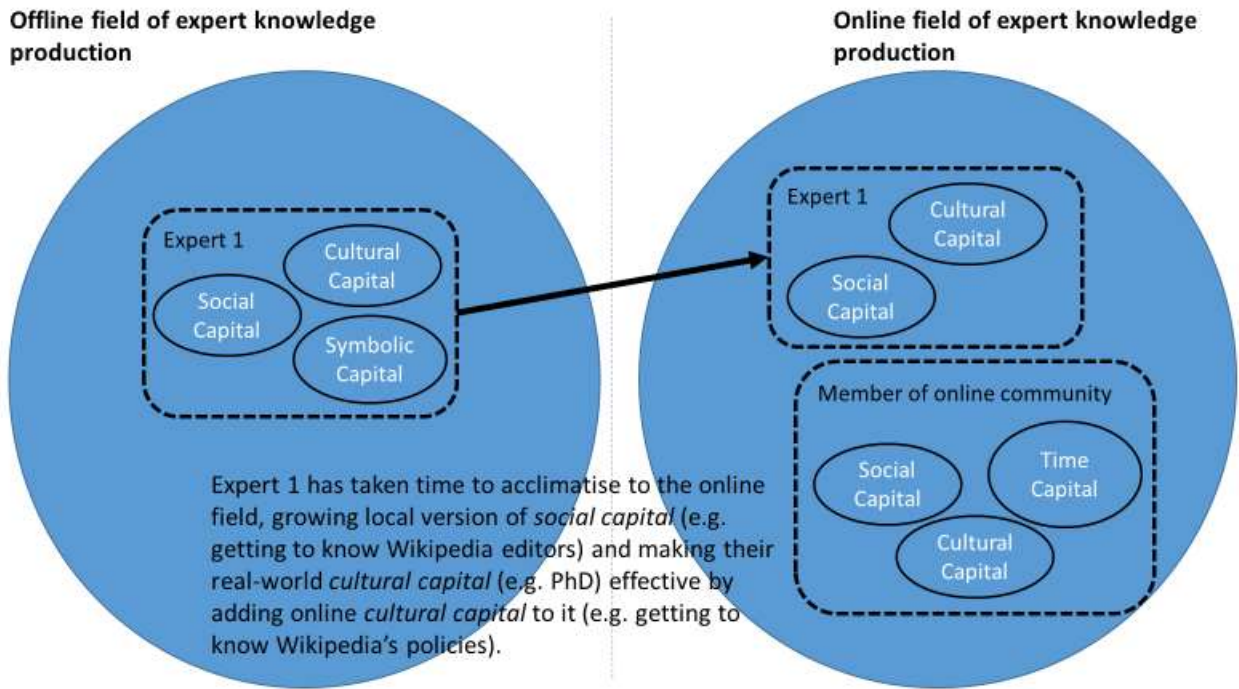 Offline field of expert knowledge
production
Online field of expert knowledge
production
Expert 1
Cultural
Capital
Social
Capital
Symbolic
Capital
Expert 1
Cultural
Capital
Social
Capital
Member of online community
Social
Capital
Time
Capital
Cultural
Capital
Expert 1 has taken time to acclimatise to the online
field, growing local version of social capital (e.g.
getting to know Wikipedia editors) and making their
real-world cultural capital (e.g. PhD) effective by
adding online cultural capital to it (e.g. getting to
know Wikipedia's policies).